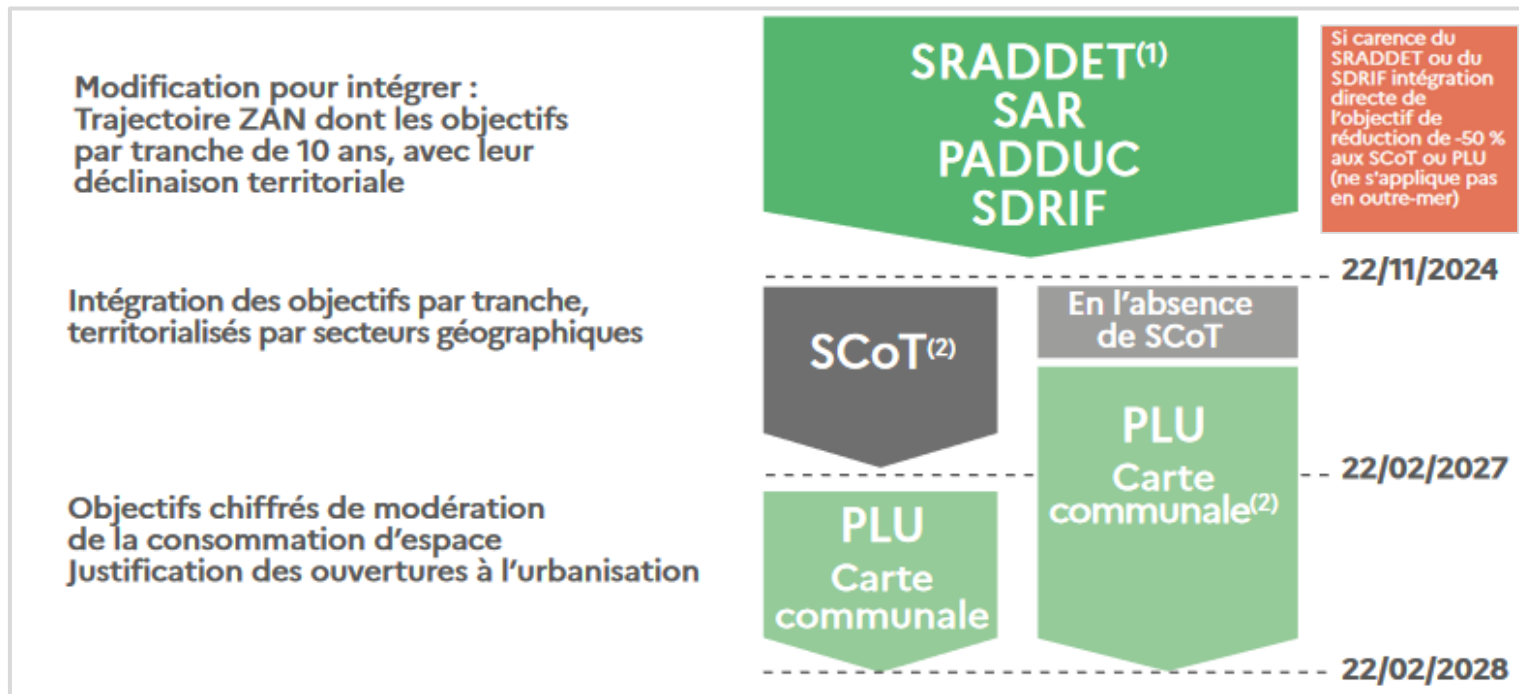 Modification pour intégrer :
Trajectoire ZAN dont les objectifs
par tranche de 10 ans, avec leur
déclinaison territoriale
SRADDET(1)
SAR
PADDUC
SDRIF
Si carence du
SRADDET ou du
SDRIF intégration
directe de
l'objectif de
réduction de -50 %
aux SCoT ou PLU
(ne s'applique pas
en outre-mer)
22/11/2024
Intégration des objectifs par tranche,
territorialisés par secteurs géographiques
SCoT(2)
En l'absence
de SCoT
PLU
Carte
communale(2)
22/02/2027
Objectifs chiffrés de modération
de la consommation d'espace
Justification des ouvertures à l'urbanisation
PLU
Carte
communale
22/02/2028